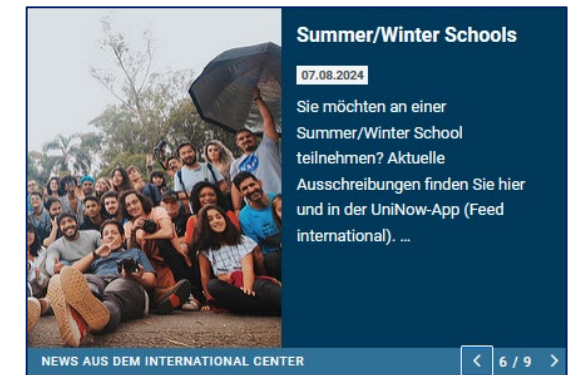 Summer/Winter Schools
07.08.2024
Sie möchten an einer
Summer/Winter School
teilnehmen? Aktuelle
Ausschreibungen finden Sie hier
und in der UniNow-App (Feed
international). ...
NEWS AUS DEM INTERNATIONAL CENTER
6 / 9